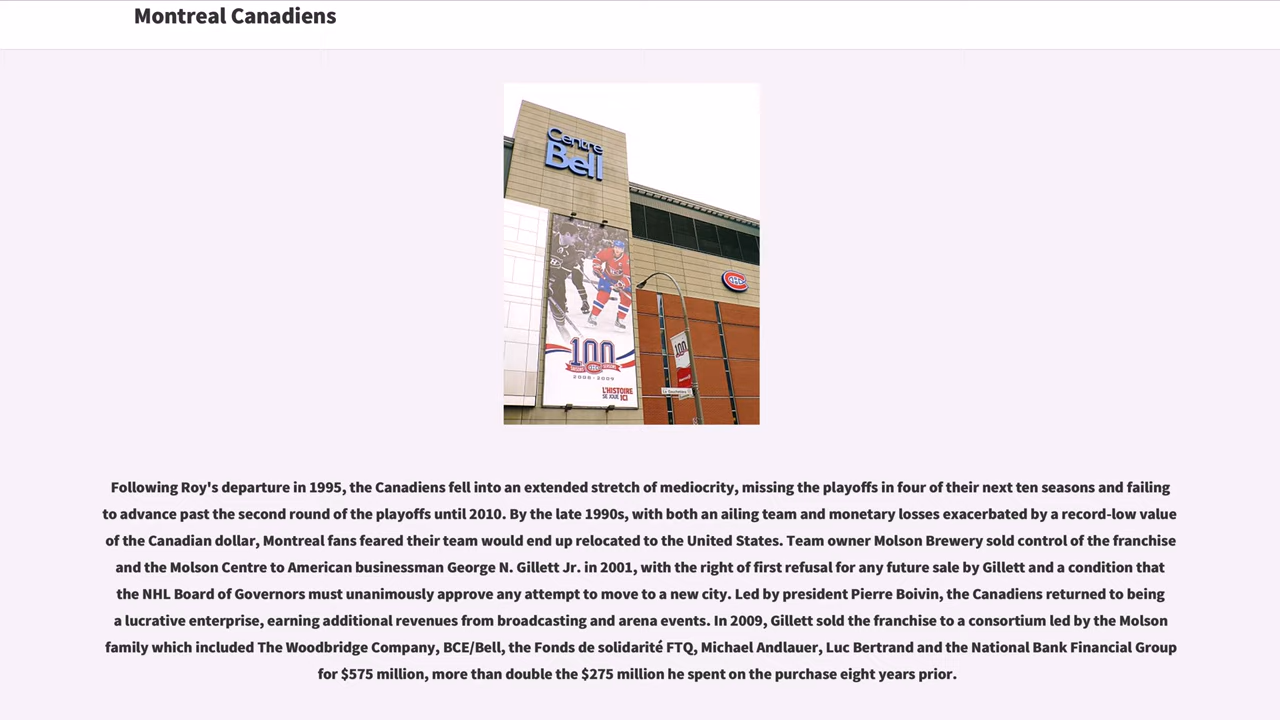 Montreal Canadiens
Centre
Bell
100
2008-2009
L'HISTOIRE
SE JOUE ICI
100
Following Roy's departure in 1995, the Canadiens fell into an extended stretch of mediocrity, missing the playoffs in four of their next ten seasons and failing
to advance past the second round of the playoffs until 2010. By the late 1990s, with both an ailing team and monetary losses exacerbated by a record-low value
of the Canadian dollar, Montreal fans feared their team would end up relocated to the United States. Team owner Molson Brewery sold control of the franchise
and the Molson Centre to American businessman George N. Gillett Jr. in 2001, with the right of first refusal for any future sale by Gillett and a condition that
the NHL Board of Governors must unanimously approve any attempt to move to a new city. Led by president Pierre Boivin, the Canadiens returned to being
a lucrative enterprise, earning additional revenues from broadcasting and arena events. In 2009, Gillett sold the franchise to a consortium led by the Molson
family which included The Woodbridge Company, BCE/Bell, the Fonds de solidarité FTQ, Michael Andlauer, Luc Bertrand and the National Bank Financial Group
for $575 million, more than double the $275 million he spent on the purchase eight years prior.